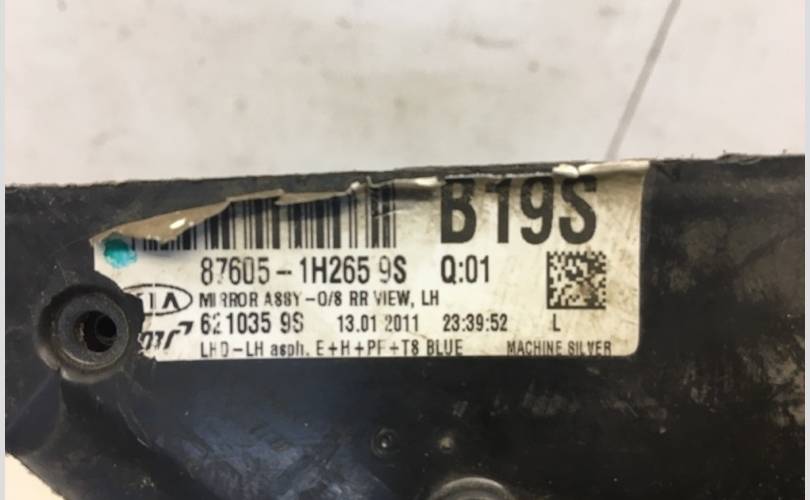 B19S
87605-1H265 9S Q:01
KIA MIRROR ASSY-O/S RR VIEW, LH
621035 9S 13.01 2011 23:39:52 L
LHD-LH asph. E+H+PF+T8 BLUE MACHINE SILVER